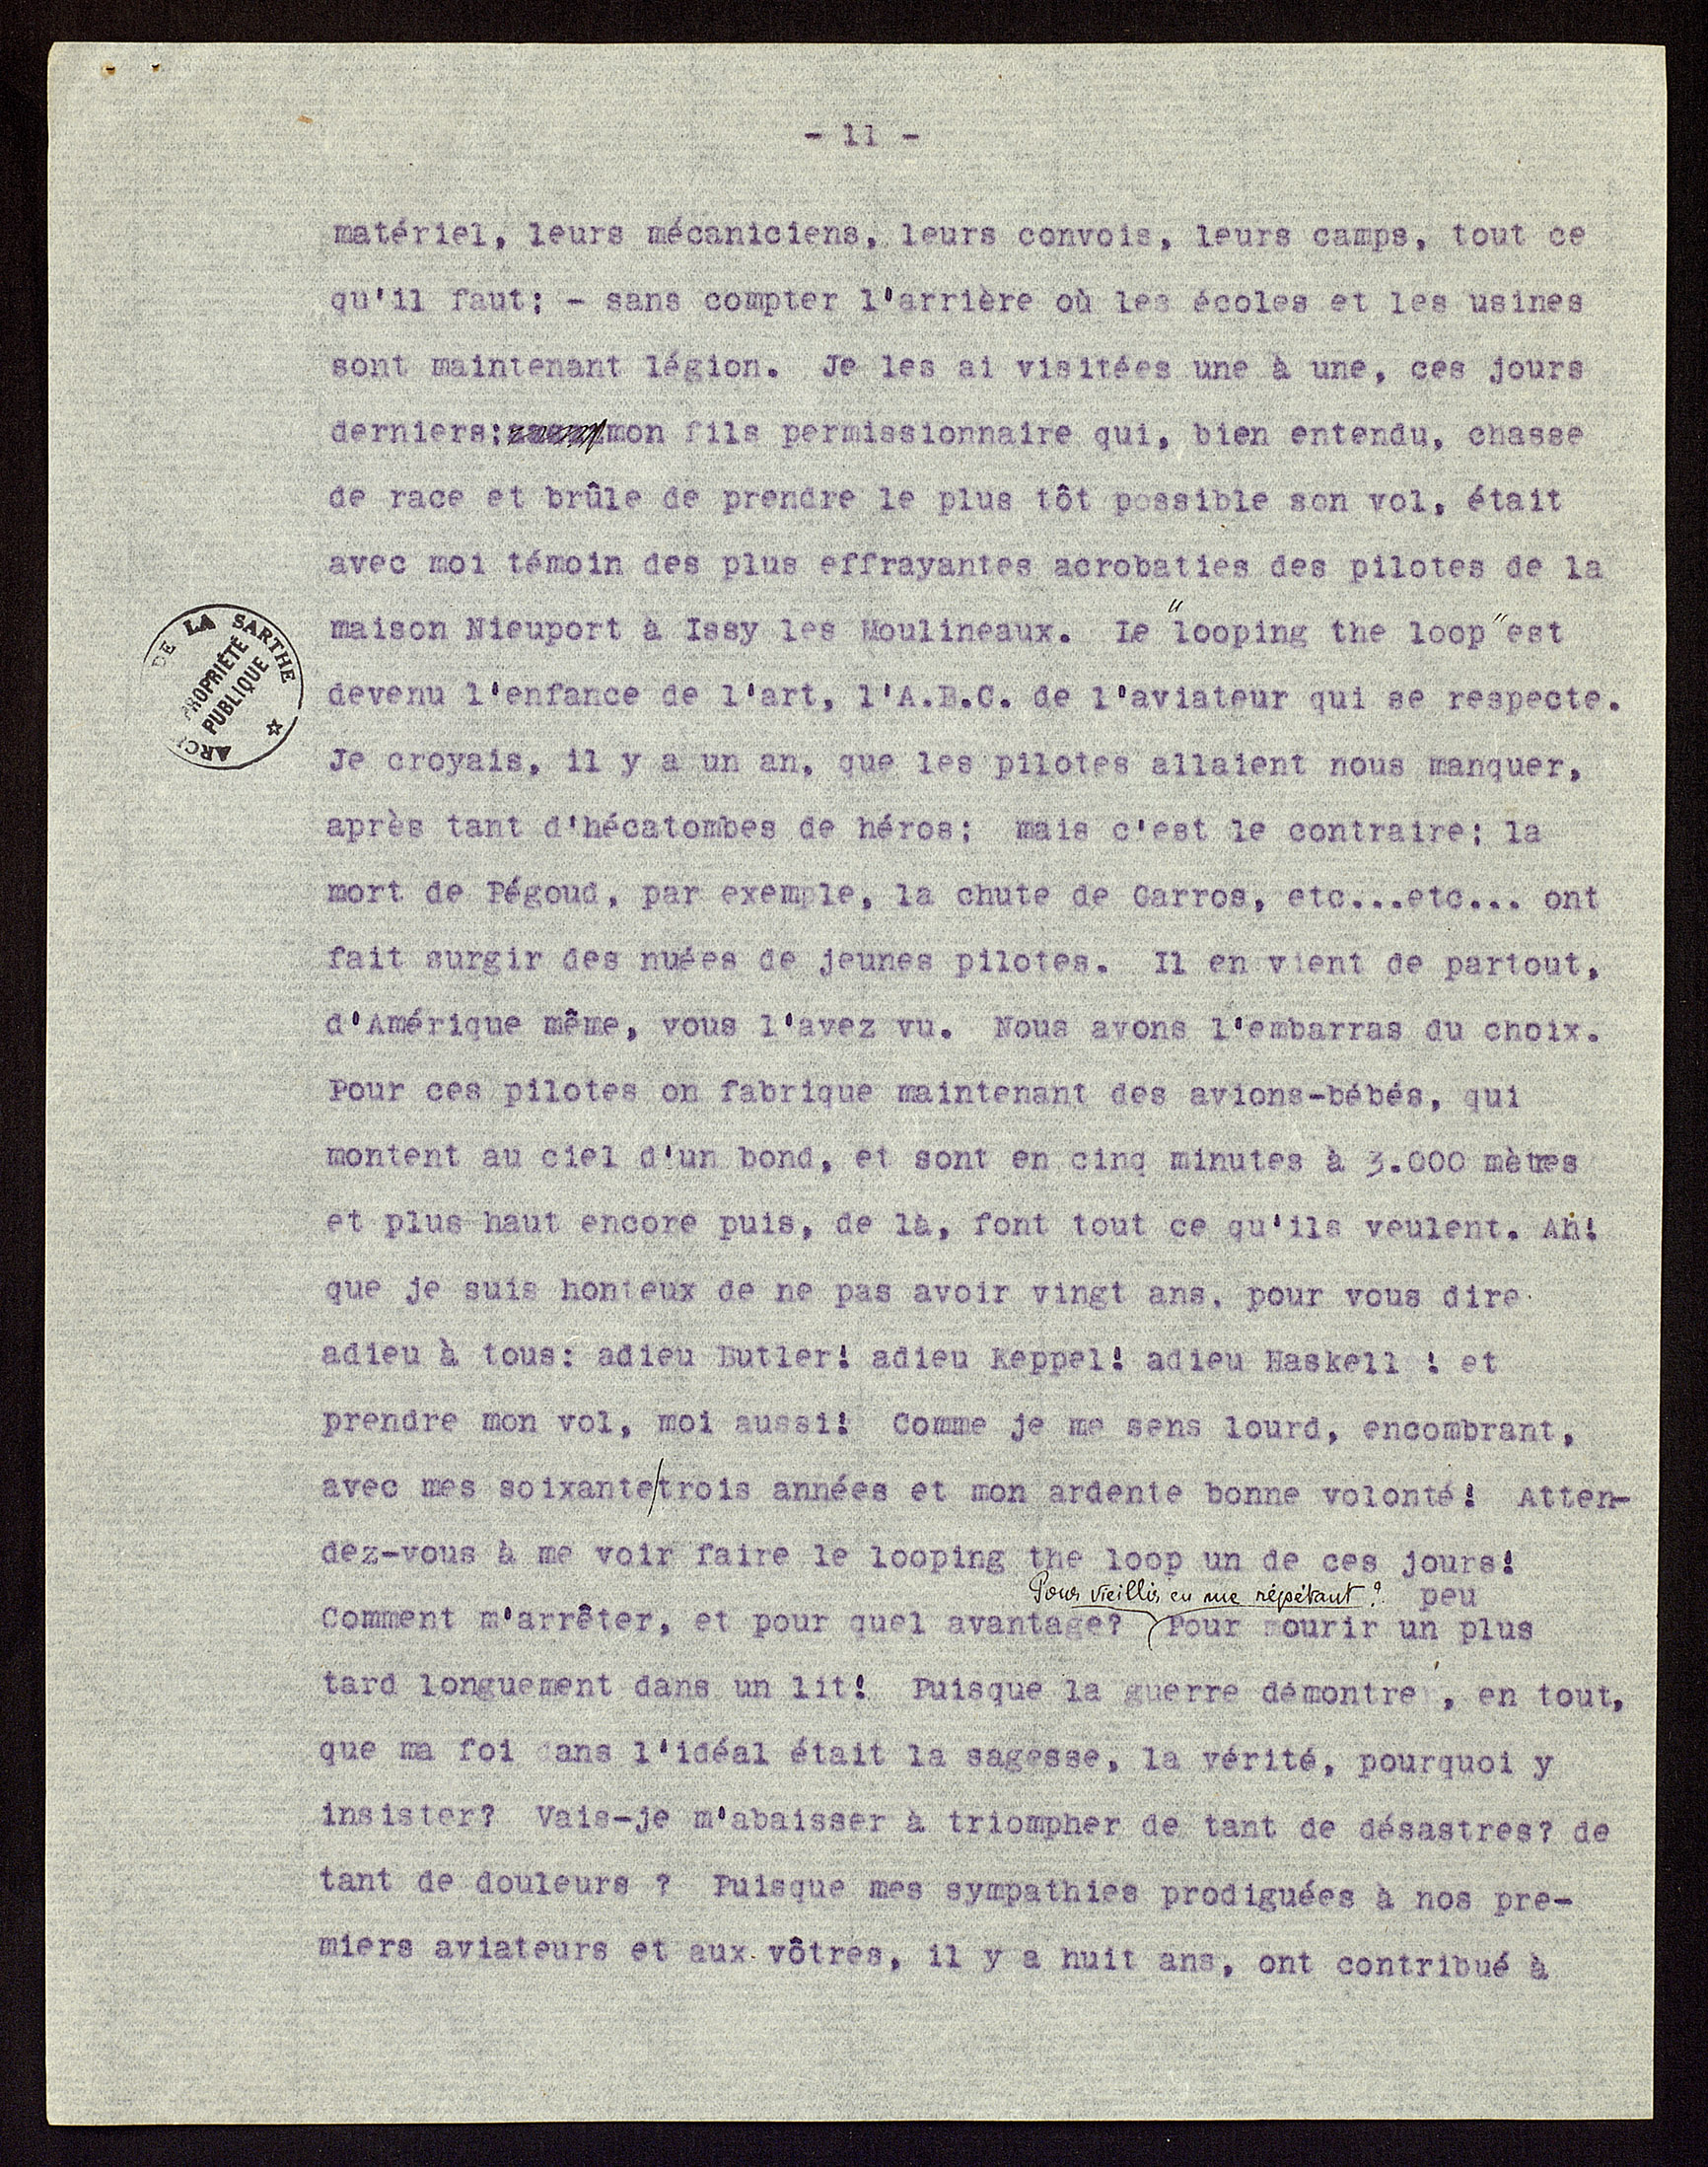 - 11 -
matériel, leurs mécaniciens, leurs convois, leurs camps, tout ce
qu'il faut; - sans compter l'arrière où les écoles et les usines
sont maintenant légion. Je les ai visitées une à une, ces jours
derniers; mon fils permissionnaire qui, bien entendu, chasse
de race et brûle de prendre le plus tôt possible son vol, était
avec moi témoin des plus effrayantes acrobaties des pilotes de la
maison Nieuport à Issy les Moulineaux. Le "looping the loop" est
devenu l'enfance de l'art, l'A.B.C. de l'aviateur qui se respecte.
Je croyais, il y a un an, que les pilotes allaient nous manquer,
après tant d'hécatombes de héros; mais c'est le contraire; la
mort de Pégoud, par exemple, la chute de Garros, etc...etc... ont
fait surgir des nuées de jeunes pilotes. Il en vient de partout,
d'Amérique même, vous l'avez vu. Nous avons l'embarras du choix.
Pour ces pilotes on fabrique maintenant des avions-bébés, qui
montent au ciel d'un bond, et sont en cinq minutes à 3.000 mètres
et plus haut encore puis, de là, font tout ce qu'ils veulent. Ah!
que je suis honteux de ne pas avoir vingt ans, pour vous dire
adieu à tous: adieu Butler! adieu Keppel! adieu Haskell ! et
prendre mon vol, moi aussi! Comme je me sens lourd, encombrant,
avec mes soixante/trois années et mon ardente bonne volonté! Atten-
dez-vous à me voir faire le looping the loop un de ces jours!
Pour vieillir en me répétant? peu
Comment m'arrêter, et pour quel avantage? Pour mourir un plus
tard longuement dans un lit! Puisque la guerre démontre, en tout,
que ma foi dans l'idéal était la sagesse, la vérité, pourquoi y
insister? Vais-je m'abaisser à triompher de tant de désastres? de
tant de douleurs ? Puisque mes sympathies prodiguées à nos pre-
miers aviateurs et aux vôtres, il y a huit ans, ont contribué à
DE LA SARTHE
PROPRIÉTÉ
PUBLIQUE
ARC